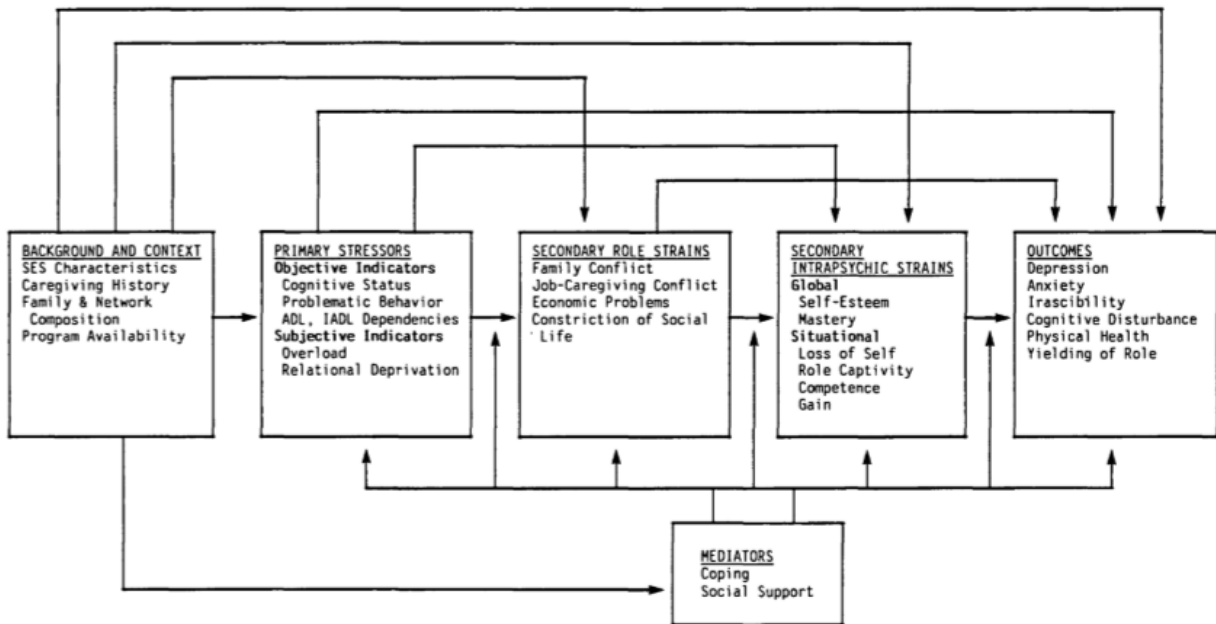 BACKGROUND AND CONTEXT
SES Characteristics
Caregiving History
Family & Network
Composition
Program Availability
PRIMARY STRESSORS
Objective Indicators
Cognitive Status
Problematic Behavior
ADL, IADL Dependencies
Subjective Indicators
Overload
Relational Deprivation
SECONDARY ROLE STRAINS
Family Conflict
Job-Caregiving Conflict
Economic Problems
Constriction of Social
Life
SECONDARY
INTRAPSYCHIC STRAINS
Global
Self-Esteem
Mastery
Situational
Loss of Self
Role Captivity
Competence
Gain
OUTCOMES
Depression
Anxiety
Irascibility
Cognitive Disturbance
Physical Health
Yielding of Role
MEDIATORS
Coping
Social Support